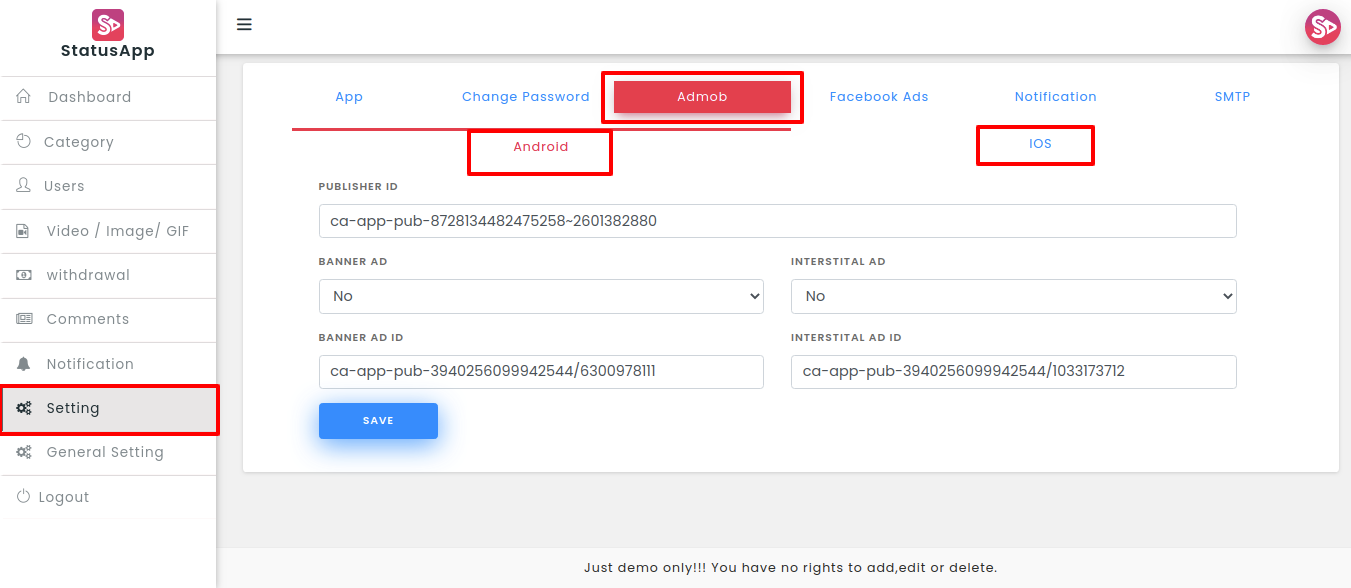 StatusApp
Dashboard
Category
Users
Video / Image/ GIF
withdrawal
Comments
Notification
Setting
General Setting
Logout
App Change Password Admob Facebook Ads Notification SMTP
Android IOS
PUBLISHER ID
ca-app-pub-8728134482475258~2601382880
BANNER AD INTERSTITAL AD
No No
BANNER AD ID INTERSTITAL AD ID
ca-app-pub-3940256099942544/6300978111 ca-app-pub-3940256099942544/1033173712
SAVE
Just demo only!!! You have no rights to add,edit or delete.